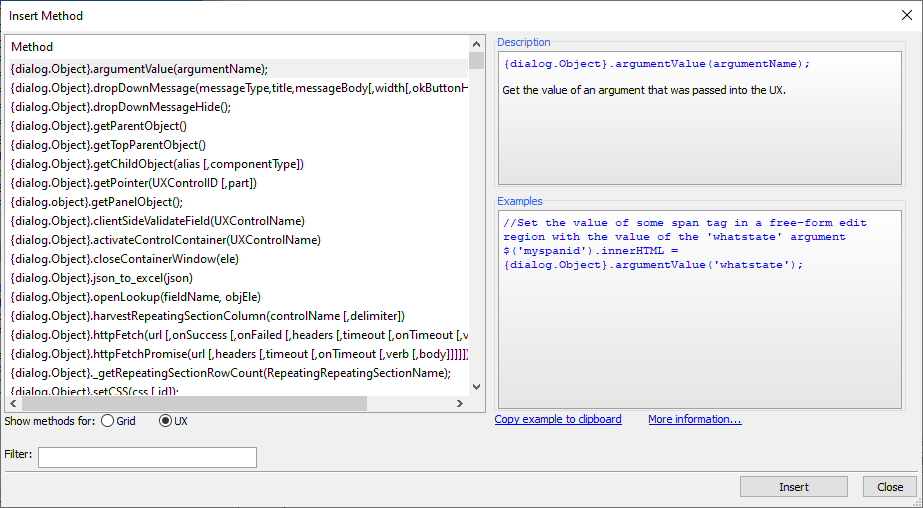 Insert Method
Method
{dialog.Object}.argumentValue(argumentName);
{dialog.Object}.dropDownMessage(messageType,title,messageBody[,width[,okButtonH
{dialog.Object}.dropDownMessageHide();
{dialog.Object}.getParentObject()
{dialog.Object}.getTopParentObject()
{dialog.Object}.getChildObject(alias [,componentType])
{dialog.Object}.getPointer(UXControlID [,part])
{dialog.object}.getPanelObject();
{dialog.Object}.clientSideValidateField(UXControlName)
{dialog.Object}.activateControlContainer(UXControlName)
{dialog.Object}.closeContainerWindow(ele)
{dialog.Object}.json_to_excel(json)
{dialog.Object}.openLookup(fieldName, objEle)
{dialog.Object}.harvestRepeatingSectionColumn(controlName [,delimiter])
{dialog.Object}.httpFetch(url [,onSuccess [,onFailed [,headers [,timeout [,onTimeout [,v
{dialog.Object}.httpFetchPromise(url [,headers [,timeout [,onTimeout [,verb [,body]]]]])
{dialog.Object}._getRepeatingSectionRowCount(RepeatingRepeatingSectionName);
{dialog.Object}.setCSS(css [,id]);
Show methods for: Grid UX
Filter:
Description
{dialog.Object}.argumentValue(argumentName);
Get the value of an argument that was passed into the UX.
Examples
//Set the value of some span tag in a free-form edit
region with the value of the 'whatstate' argument
$('myspanid').innerHTML =
{dialog.Object}.argumentValue('whatstate');
Copy example to clipboard More information...
Insert Close